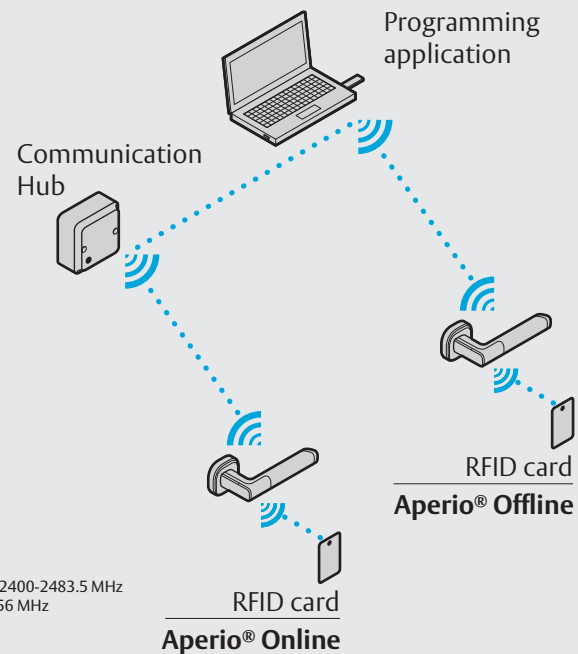 Programming
application
Communication
Hub
RFID card
Aperio® Offline
2400-2483.5 MHz
56 MHz
RFID card
Aperio® Online